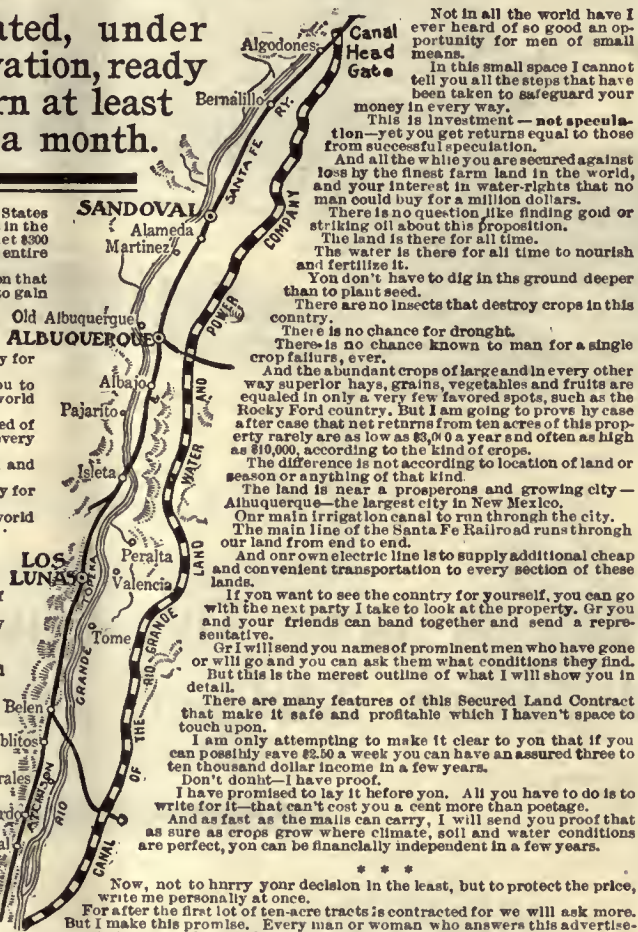 ated, under
vation, ready
rn at least
a month.
States
in the
et $300
entire
on that
to gain
y for
ou to
world
ed of
very
and
y for
world
Belen
blitos
rales
Algodones
Canal
Head
Gate
Bernalillo
SANTA FE RY.
SANDOVAL
Alameda
Martinez
Old Albuquerque
ALBUQUERQUE
Albajo
Pajarito
Isleta
Peralta
LOS
LUNAS
Valencia
Tome
ATCHISON TOPEKA
RIO GRANDE
CANAL OF THE RIO GRANDE LAND WATER AND POWER COMPANY
Not in all the world have I
ever heard of so good an op-
portunity for men of small
means.
In this small space I cannot
tell you all the steps that have
been taken to safeguard your
money in every way.
This is Investment — not specula-
tion—yet you get returns equal to those
from successful speculation.
And all the while you are secured against
loss by the finest farm land in the world,
and your interest in water-rights that no
man could buy for a million dollars.
There is no question like finding gold or
striking oil about this proposition.
The land is there for all time.
The water is there for all time to nourish
and fertilize it.
You don't have to dig in the ground deeper
than to plant seed.
There are no insects that destroy crops in this
country.
There is no chance for drought.
There is no chance known to man for a single
crop failure, ever.
And the abundant crops of large and in every other
way superior hays, grains, vegetables and fruits are
equaled in only a very few favored spots, such as the
Rocky Ford country. But I am going to prove by case
after case that net returns from ten acres of this prop-
erty rarely are as low as $3,000 a year and often as high
as $10,000, according to the kind of crops.
The difference is not according to location of land or
season or anything of that kind.
The land is near a prosperous and growing city—
Albuquerque—the largest city in New Mexico.
Our main irrigation canal to run through the city.
The main line of the Santa Fe Railroad runs through
our land from end to end.
And our own electric line is to supply additional cheap
and convenient transportation to every section of these
lands.
If you want to see the country for yourself, you can go
with the next party I take to look at the property. Or you
and your friends can band together and send a repre-
sentative.
Or I will send you names of prominent men who have gone
or will go and you can ask them what conditions they find.
But this is the merest outline of what I will show you in
detail.
There are many features of this Secured Land Contract
that make it safe and profitable which I haven't space to
touch upon.
I am only attempting to make it clear to you that if you
can possibly save $2.50 a week you can have an assured three to
ten thousand dollar income in a few years.
Don't doubt—I have proof.
I have promised to lay it before you. All you have to do is to
write for it—that can't cost you a cent more than postage.
And as fast as the mails can carry, I will send you proof that
as sure as crops grow where climate, soil and water conditions
are perfect, you can be financially independent in a few years.
* * *
Now, not to hurry your decision in the least, but to protect the price,
write me personally at once.
For after the first lot of ten-acre tracts is contracted for we will ask more.
But I make this promise. Every man or woman who answers this advertise-